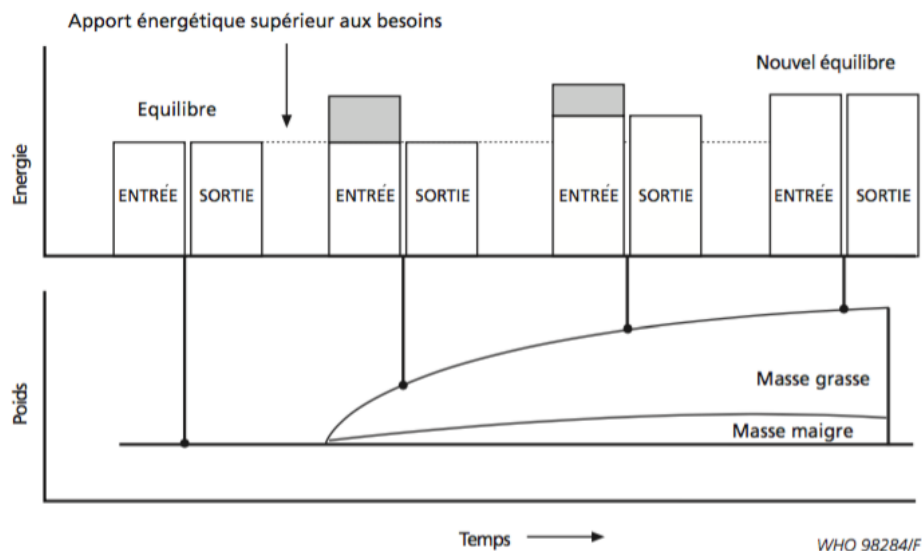 Apport énergétique supérieur aux besoins
Nouvel équilibre
Equilibre
Energie
ENTRÉE SORTIE
ENTRÉE SORTIE
ENTRÉE SORTIE
ENTRÉE SORTIE
Poids
Masse grasse
Masse maigre
Temps
WHO 98284/F